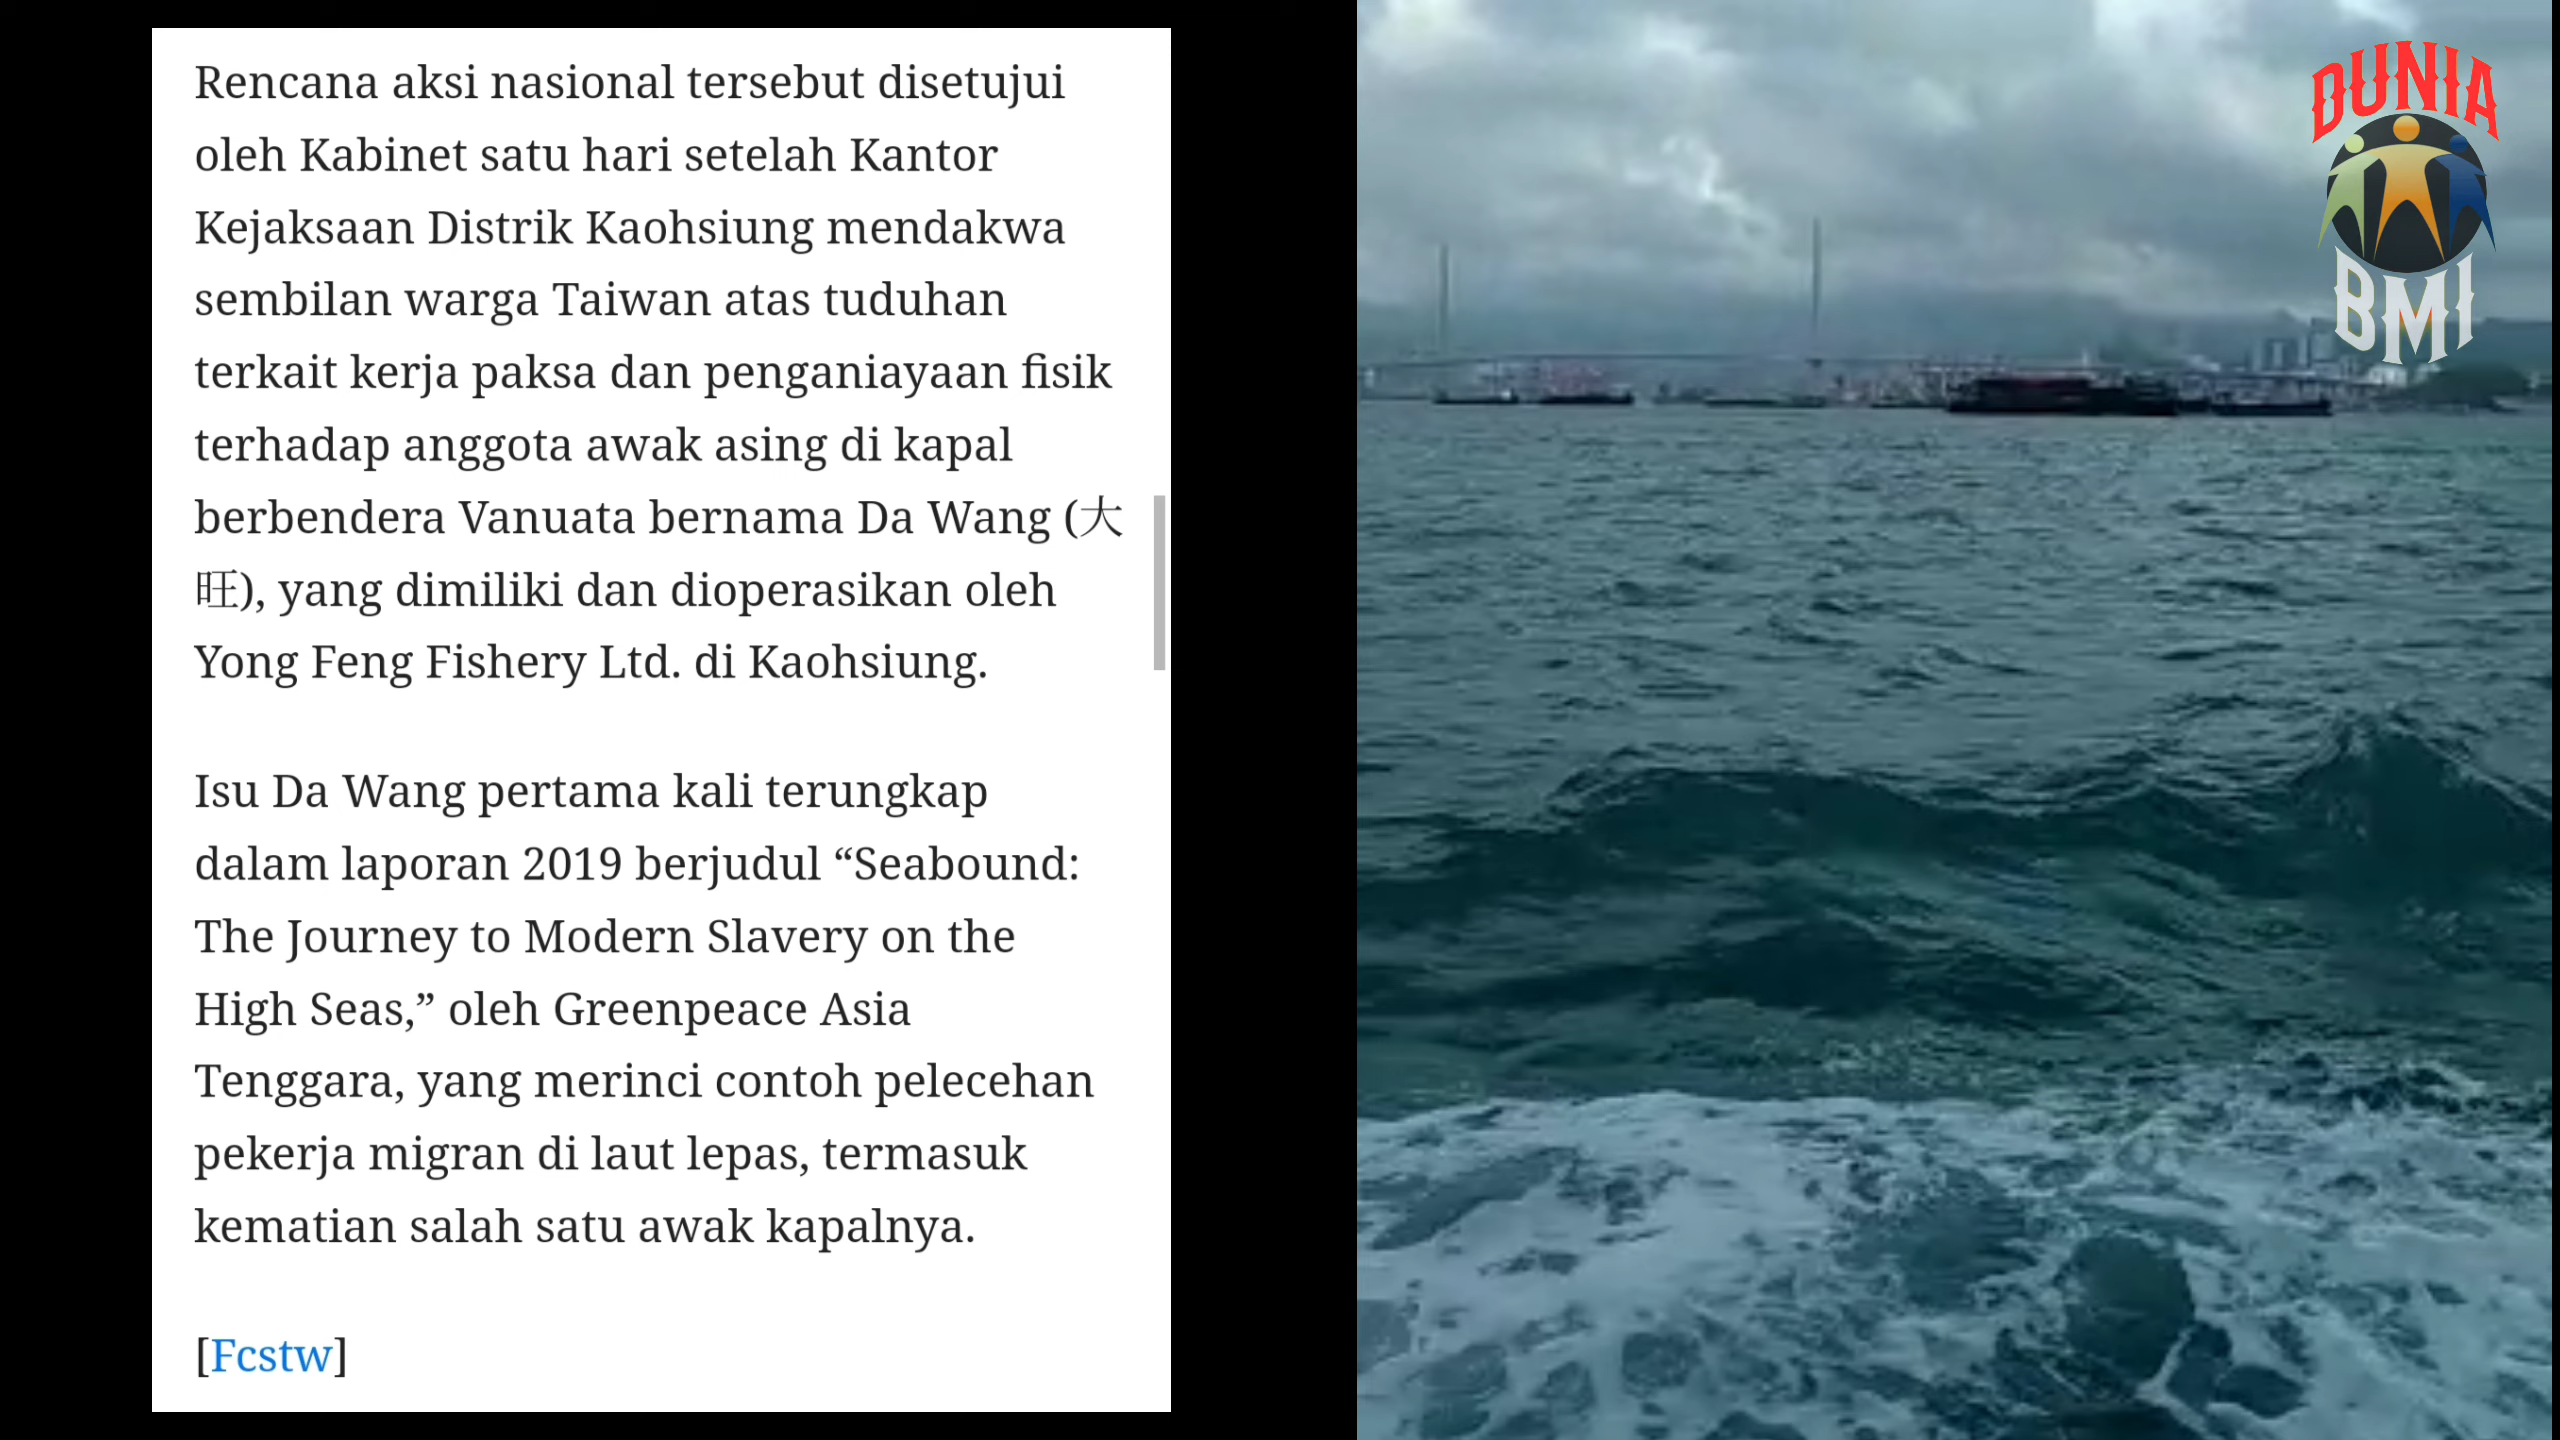 Rencana aksi nasional tersebut disetujui
oleh Kabinet satu hari setelah Kantor
Kejaksaan Distrik Kaohsiung mendakwa
sembilan warga Taiwan atas tuduhan
terkait kerja paksa dan penganiayaan fisik
terhadap anggota awak asing di kapal
berbendera Vanuata bernama Da Wang (大
旺), yang dimiliki dan dioperasikan oleh
Yong Feng Fishery Ltd. di Kaohsiung.
Isu Da Wang pertama kali terungkap
dalam laporan 2019 berjudul “Seabound:
The Journey to Modern Slavery on the
High Seas,” oleh Greenpeace Asia
Tenggara, yang merinci contoh pelecehan
pekerja migran di laut lepas, termasuk
kematian salah satu awak kapalnya.
[Fcstw]
DUNIA
BMI